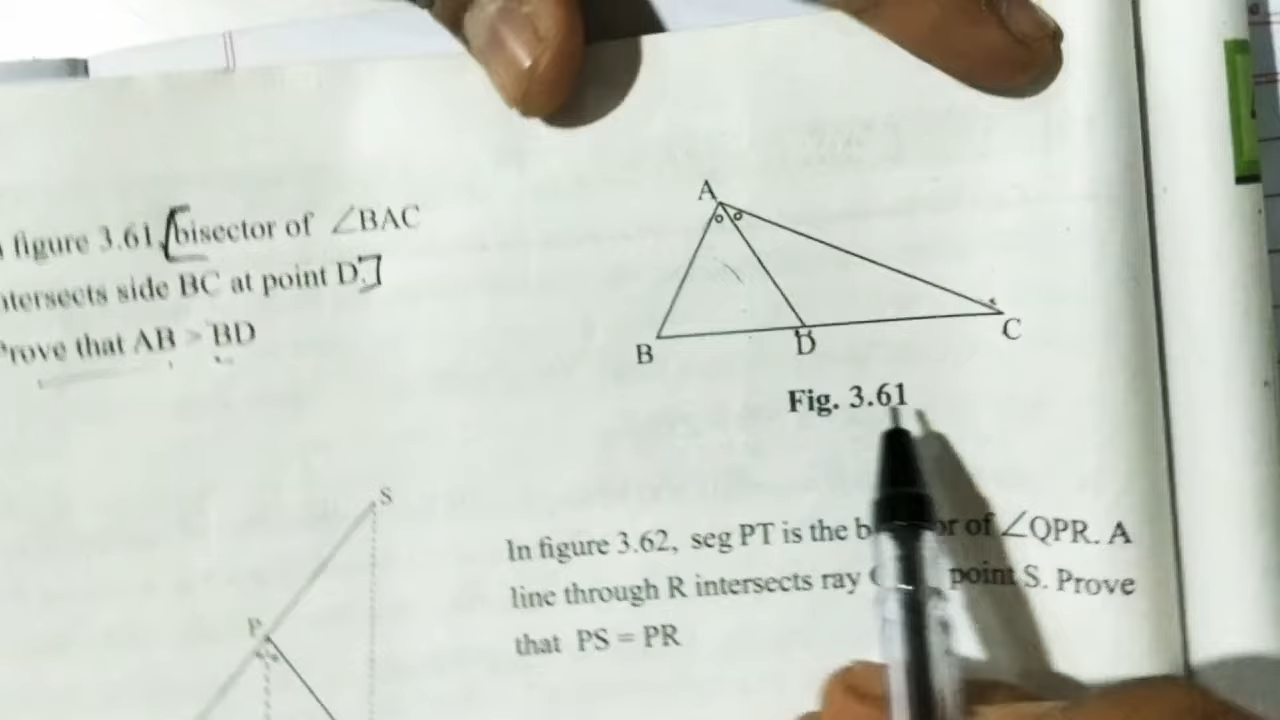 figure 3.61, bisector of ∠BAC
ntersects side BC at point D.
Prove that AB > BD
A
B
D
C
Fig. 3.61
S
P
In figure 3.62, seg PT is the of ∠QPR. A
line through R intersects ray point S. Prove
that PS = PR